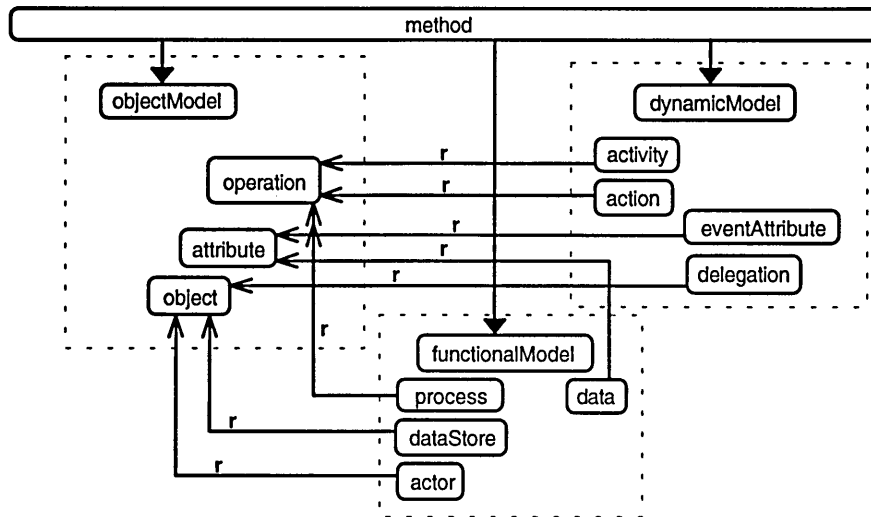 method
objectModel
dynamicModel
operation
r
activity
r
action
attribute
r
eventAttribute
r
object
r
delegation
r
functionalModel
process
data
r
dataStore
r
actor